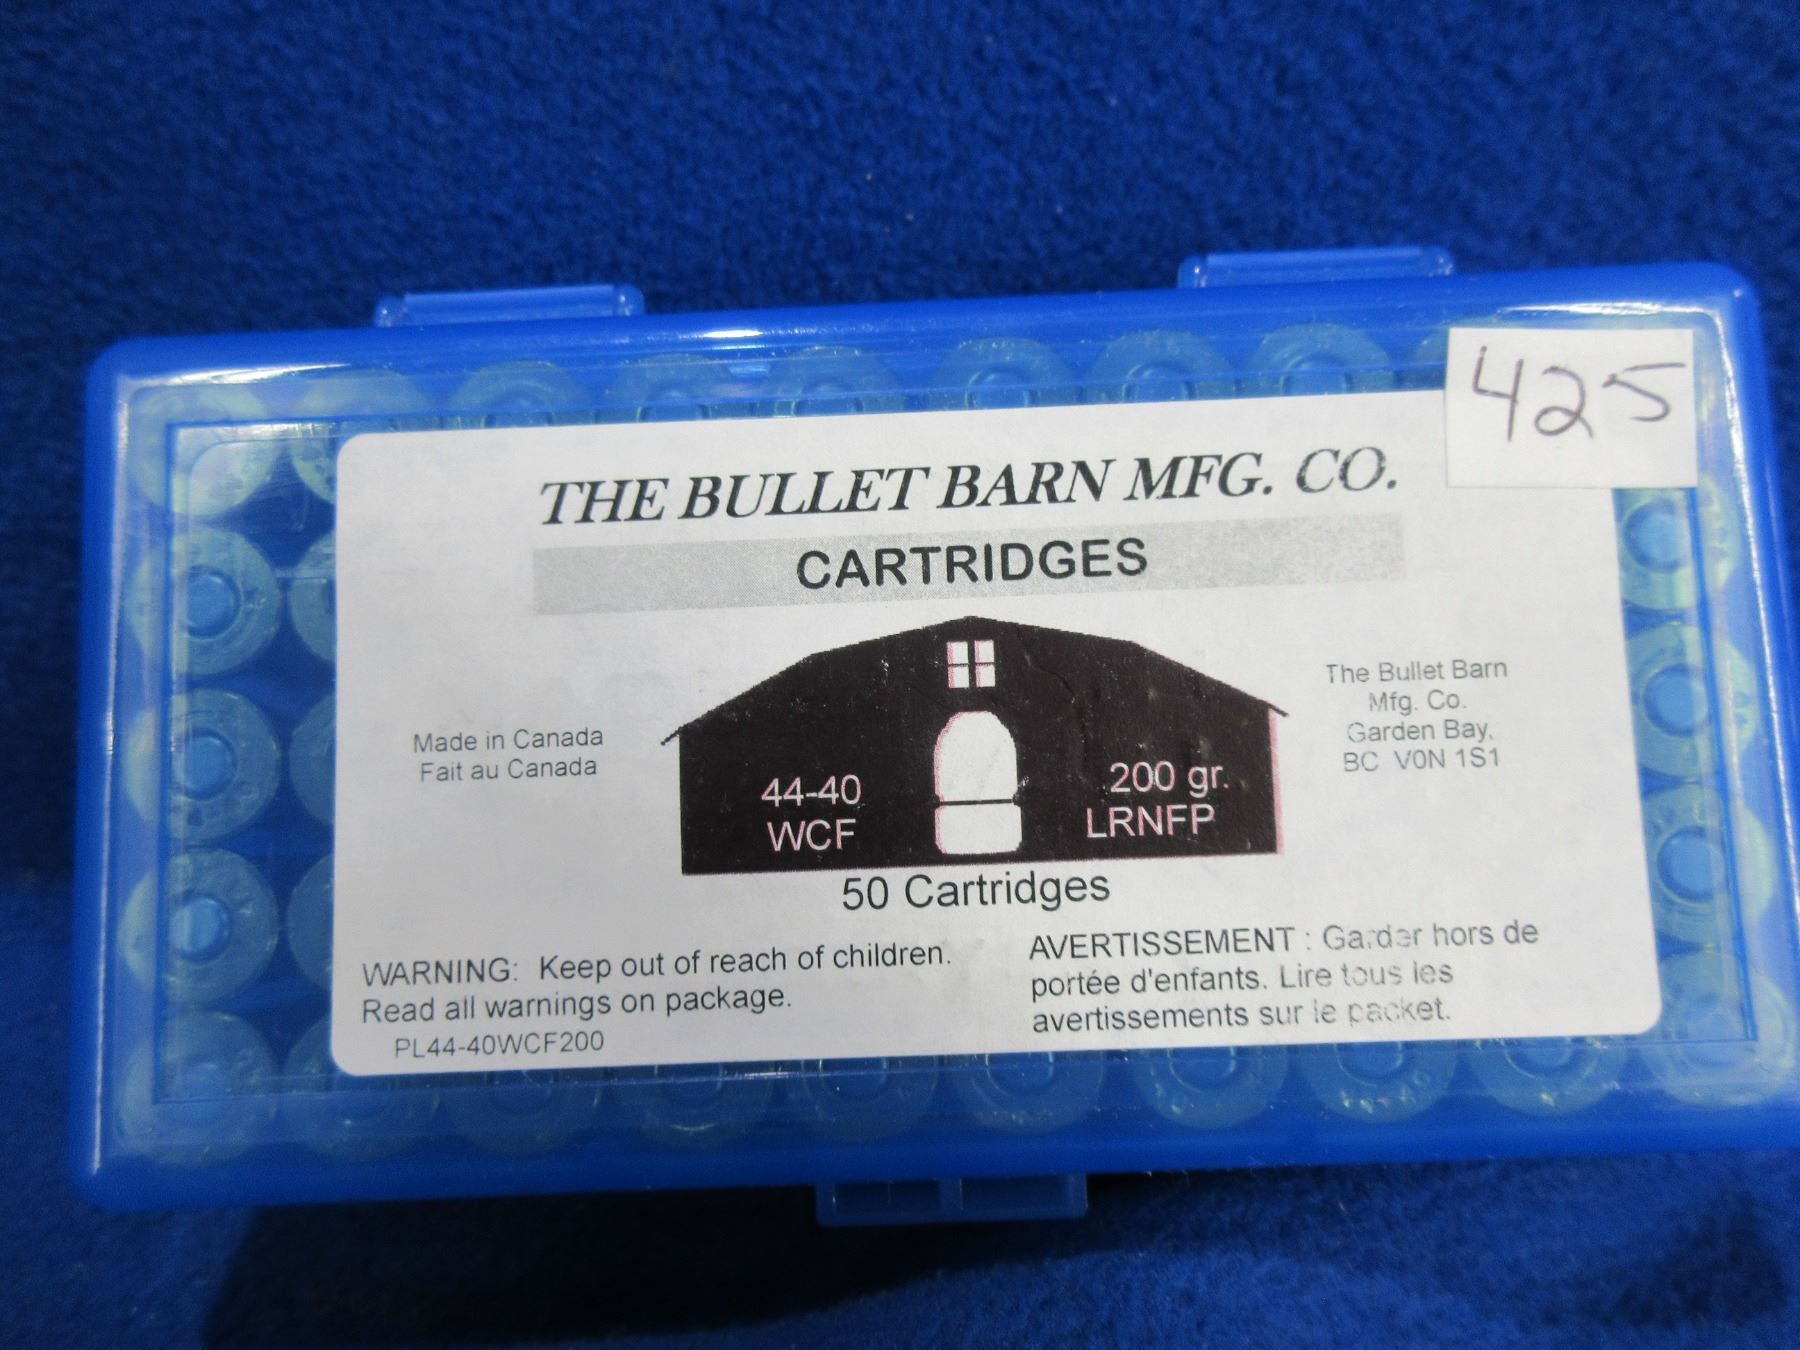 425
THE BULLET BARN MFG. CO.
CARTRIDGES
Made in Canada
Fait au Canada
44-40
WCF
200 gr.
LRNFP
The Bullet Barn
Mfg. Co.
Garden Bay,
BC V0N 1S1
50 Cartridges
WARNING: Keep out of reach of children.
Read all warnings on package.
PL44-40WCF200
AVERTISSEMENT : Garder hors de
portée d'enfants. Lire tous les
avertissements sur le packet.